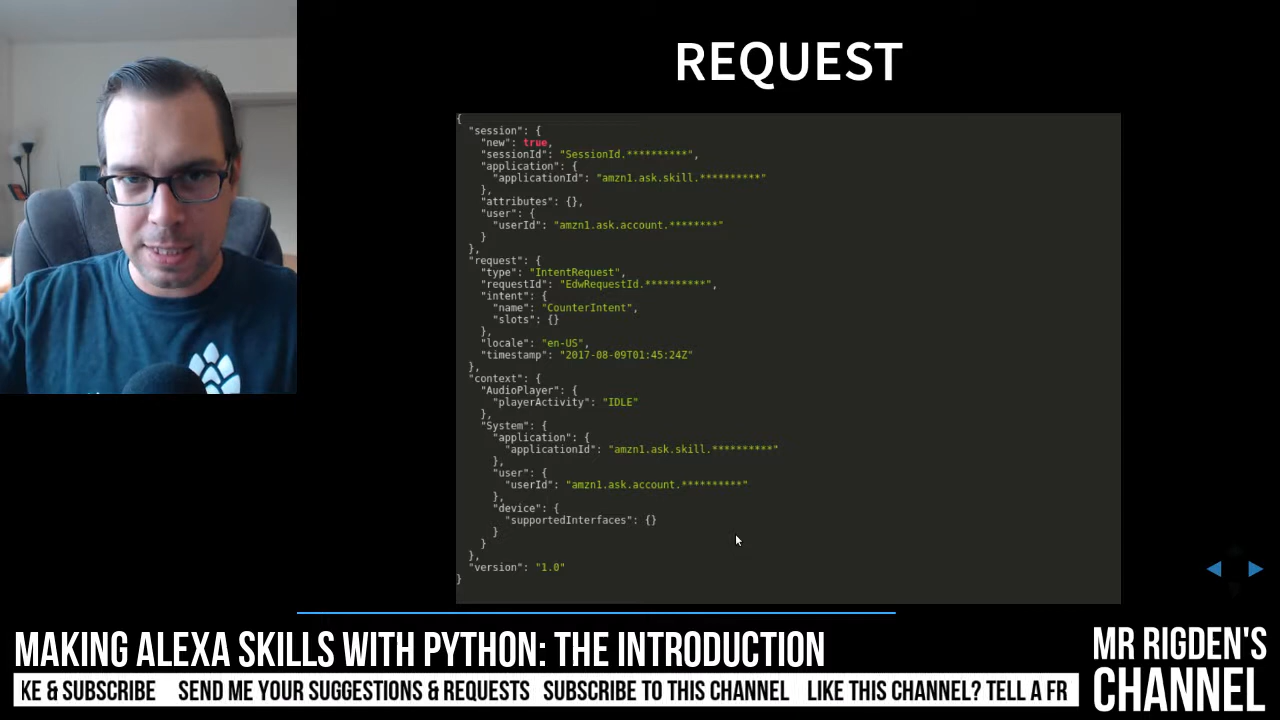 REQUEST
{
"session": {
"new": true,
"sessionId": "SessionId.**********",
"application": {
"applicationId": "amzn1.ask.skill.**********"
},
"attributes": {},
"user": {
"userId": "amzn1.ask.account.********"
}
},
"request": {
"type": "IntentRequest",
"requestId": "EdwRequestId.**********",
"intent": {
"name": "CounterIntent",
"slots": {}
},
"locale": "en-US",
"timestamp": "2017-08-09T01:45:24Z"
},
"context": {
"AudioPlayer": {
"playerActivity": "IDLE"
},
"System": {
"application": {
"applicationId": "amzn1.ask.skill.**********"
},
"user": {
"userId": "amzn1.ask.account.**********"
},
"device": {
"supportedInterfaces": {}
}
}
},
"version": "1.0"
}
MAKING ALEXA SKILLS WITH PYTHON: THE INTRODUCTION
KE & SUBSCRIBE SEND ME YOUR SUGGESTIONS & REQUESTS SUBSCRIBE TO THIS CHANNEL LIKE THIS CHANNEL? TELL A FR
MR RIGDEN'S
CHANNEL